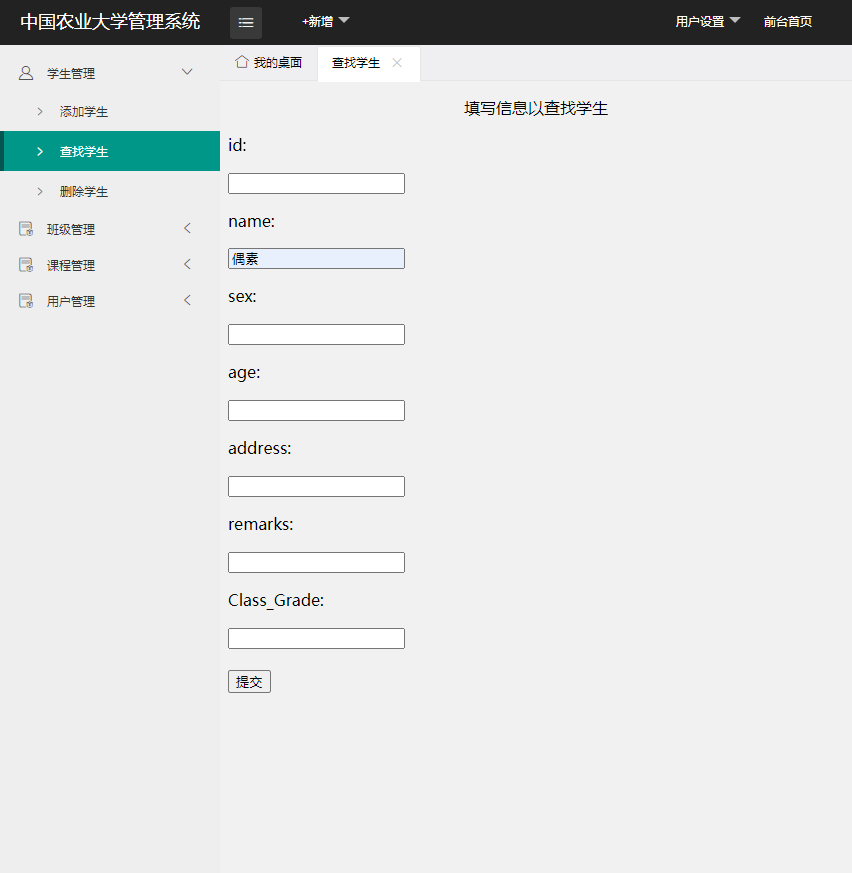 中国农业大学管理系统
+新增
用户设置
前台首页
学生管理
添加学生
查找学生
删除学生
班级管理
课程管理
用户管理
我的桌面
查找学生
填写信息以查找学生
id:
name:
偶素
sex:
age:
address:
remarks:
Class_Grade:
提交